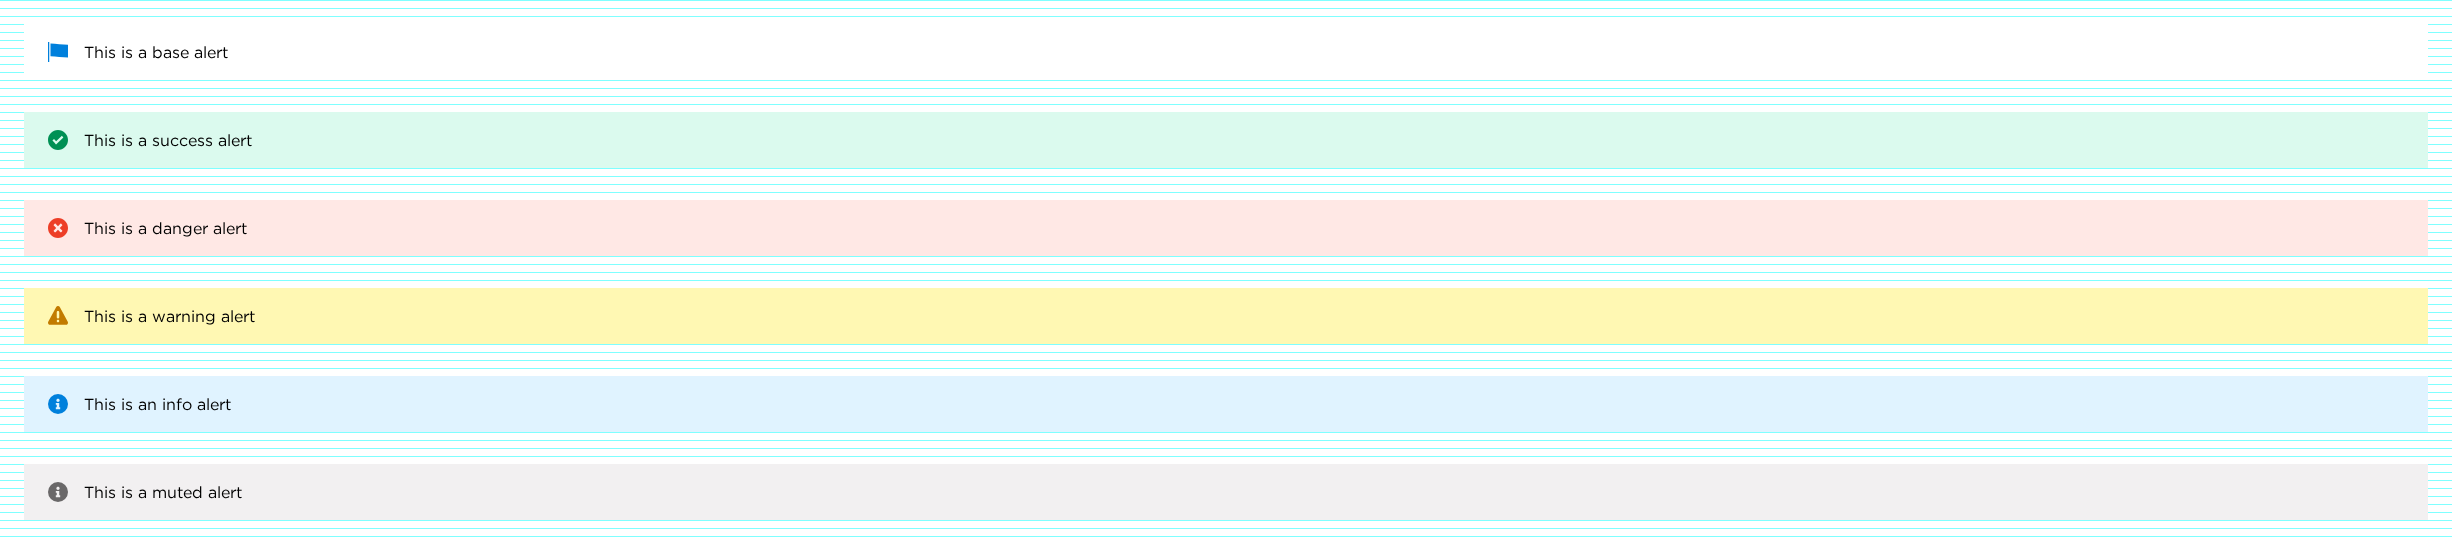 This is a base alert
This is a success alert
This is a danger alert
This is a warning alert
This is an info alert
This is a muted alert